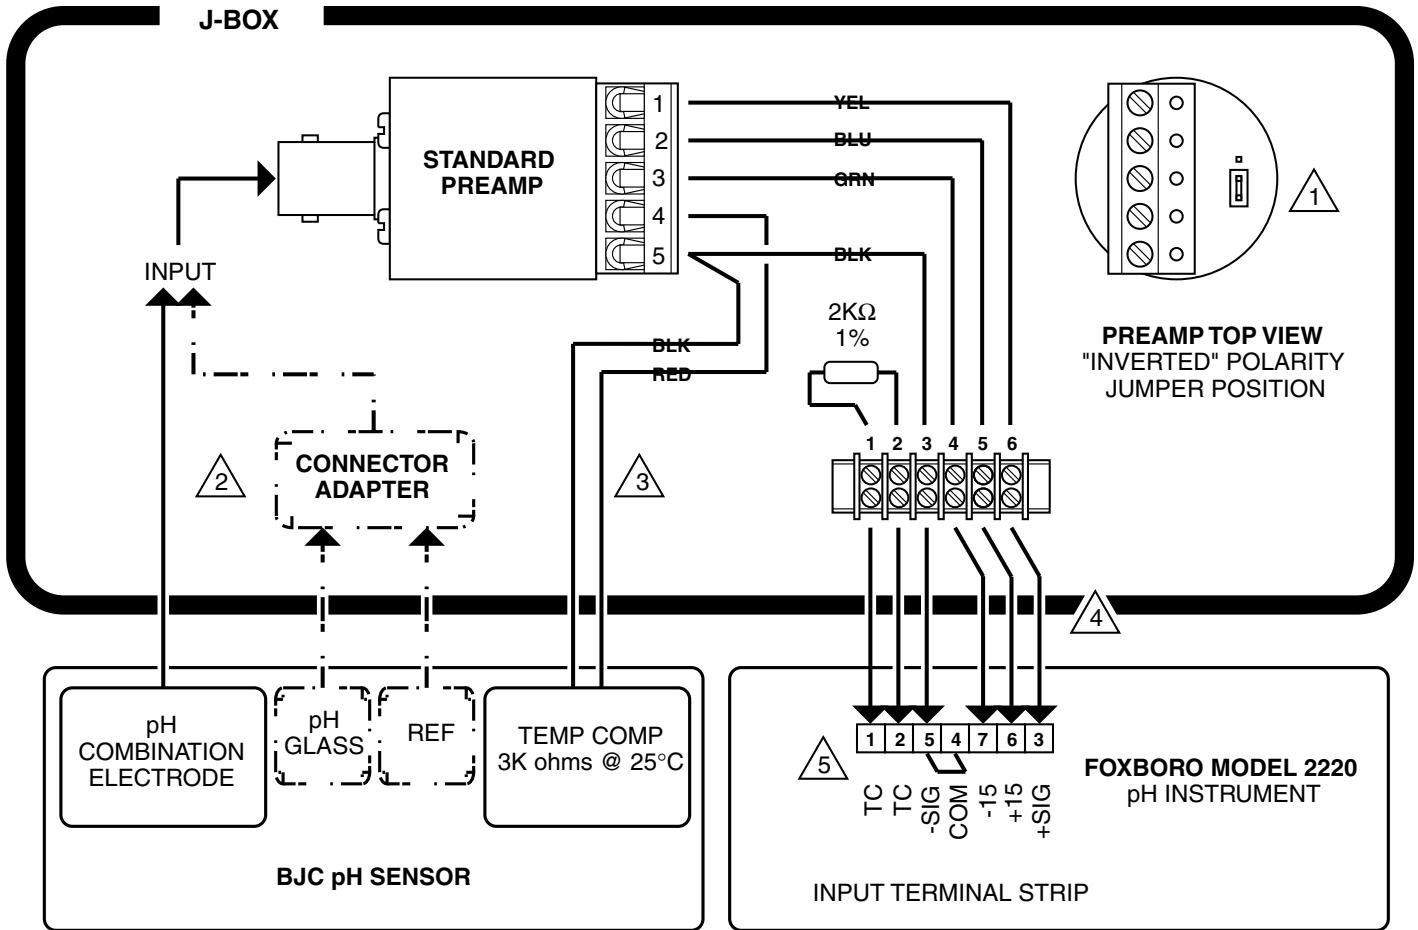 J-BOX
STANDARD
PREAMP
1
2
3
4
5
YEL
BLU
GRN
BLK
BLK
RED
INPUT
2KΩ
1%
1
PREAMP TOP VIEW
"INVERTED" POLARITY
JUMPER POSITION
CONNECTOR
ADAPTER
2
3
1 2 3 4 5 6
4
pH
COMBINATION
ELECTRODE
pH
GLASS
REF
TEMP COMP
3K ohms @ 25°C
BJC pH SENSOR
5
1 2 5 4 7 6 3
TC
TC
-SIG
COM
-15
+15
+SIG
FOXBORO MODEL 2220
pH INSTRUMENT
INPUT TERMINAL STRIP